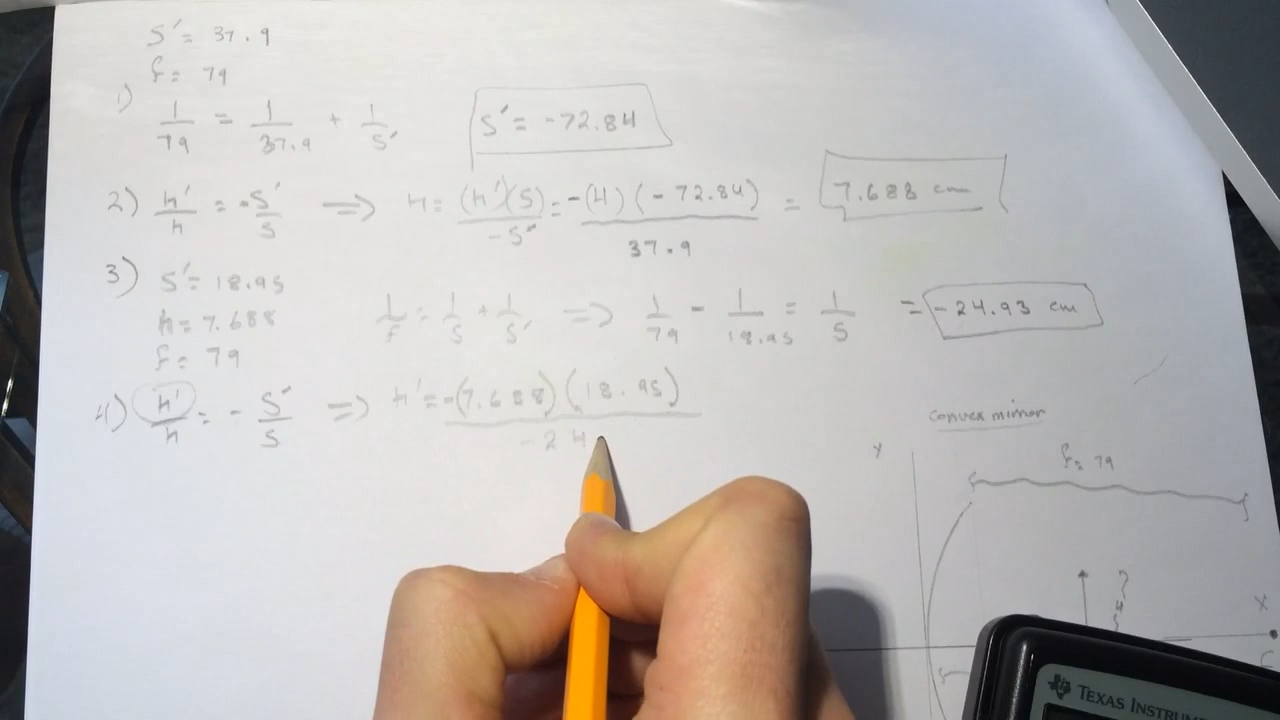 S' = 37.9
f = 79
1) 1/79 = 1/37.9 + 1/S' S' = -72.84
2) h'/h = -S'/S ⟹ H = (h')(S)/-S' = -(4)(-72.84)/37.9 = 7.688 cm
3) S' = 18.95
h = 7.688
f = 79
1/f = 1/S + 1/S' ⟹ 1/79 - 1/18.95 = 1/S = -24.93 cm
4) h'/h = - S'/S ⟹ h' = -(7.688)(18.95)/-24
convex mirror
Y
f = 79
X
C
TEXAS INSTRUM